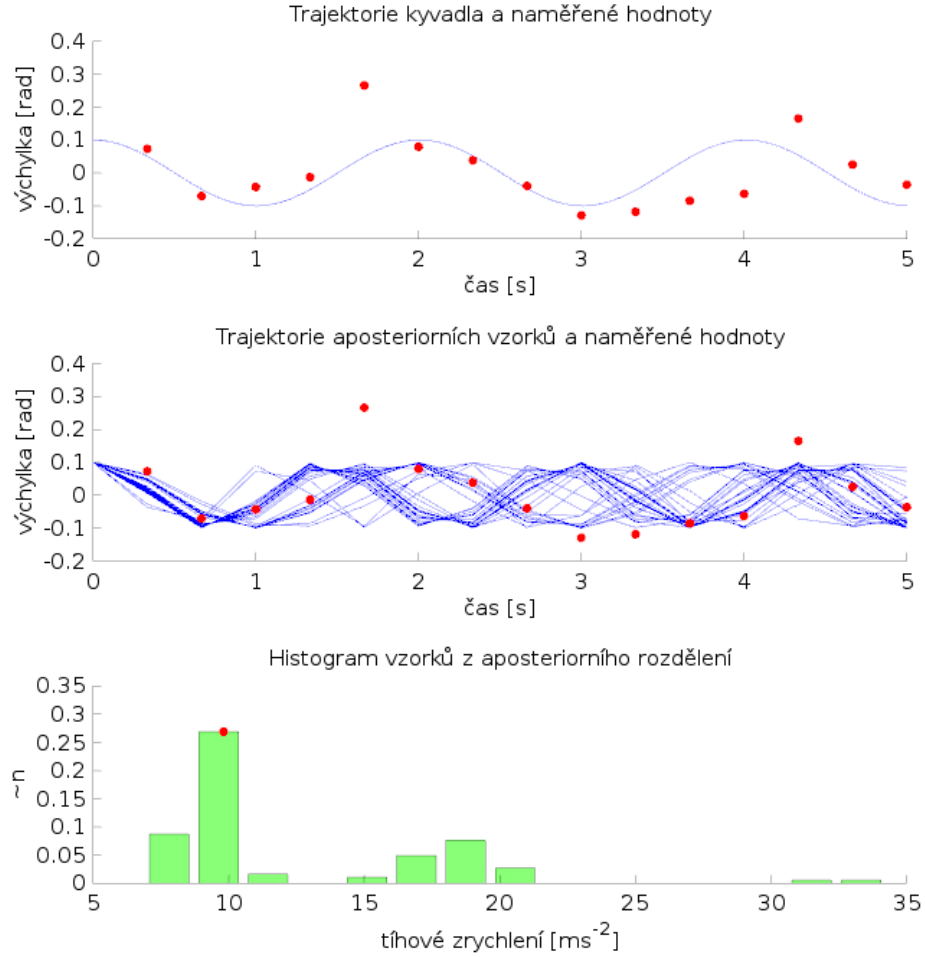 Trajektorie kyvadla a naměřené hodnoty
0.4
0.3
0.2
0.1
0
-0.1
-0.2
výchylka [rad]
0 1 2 3 4 5
čas [s]
Trajektorie aposteriorních vzorků a naměřené hodnoty
0.4
0.3
0.2
0.1
0
-0.1
-0.2
výchylka [rad]
0 1 2 3 4 5
čas [s]
Histogram vzorků z aposteriorního rozdělení
0.35
0.3
0.25
0.2
0.15
0.1
0.05
0
~n
5 10 15 20 25 30 35
tíhové zrychlení [ms⁻²]